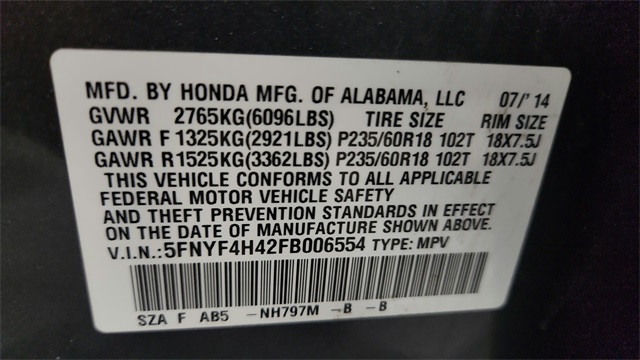 MFD. BY HONDA MFG. OF ALABAMA, LLC 07/'14
GVWR 2765KG(6096LBS) TIRE SIZE RIM SIZE
GAWR F 1325KG(2921LBS) P235/60R18 102T 18X7.5J
GAWR R 1525KG(3362LBS) P235/60R18 102T 18X7.5J
THIS VEHICLE CONFORMS TO ALL APPLICABLE
FEDERAL MOTOR VEHICLE SAFETY
AND THEFT PREVENTION STANDARDS IN EFFECT
ON THE DATE OF MANUFACTURE SHOWN ABOVE.
V.I.N.:5FNYF4H42FB006554 TYPE: MPV
SZA F AB5 -NH797M -B -B